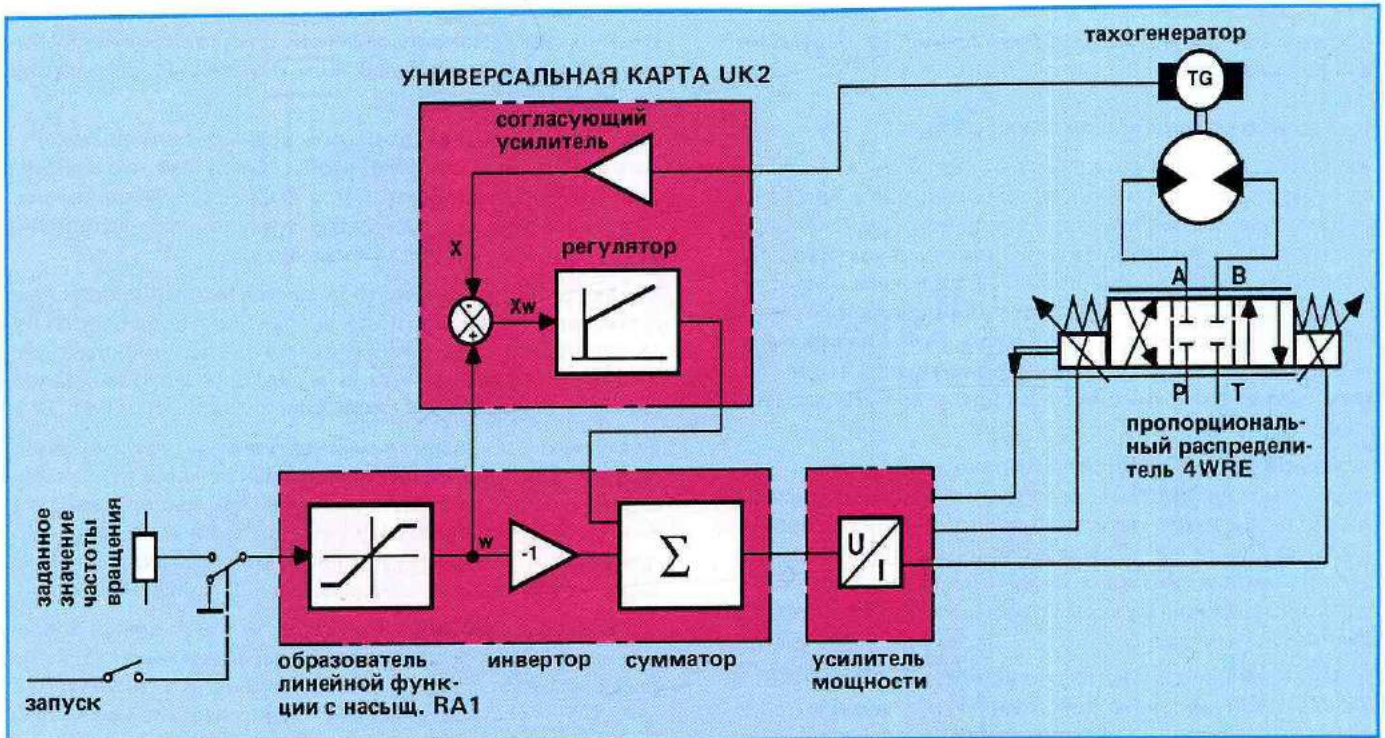 тахогенератор
TG
УНИВЕРСАЛЬНАЯ КАРТА UK2
согласующий
усилитель
X
регулятор
-
+
Xw
A
B
P
T
пропорциональ-
ный распредели-
тель 4WRE
заданное
значение
частоты
вращения
w
-1
Σ
U
I
образователь
линейной функ-
ции с насыщ. RA1
инвертор
сумматор
усилитель
мощности
запуск